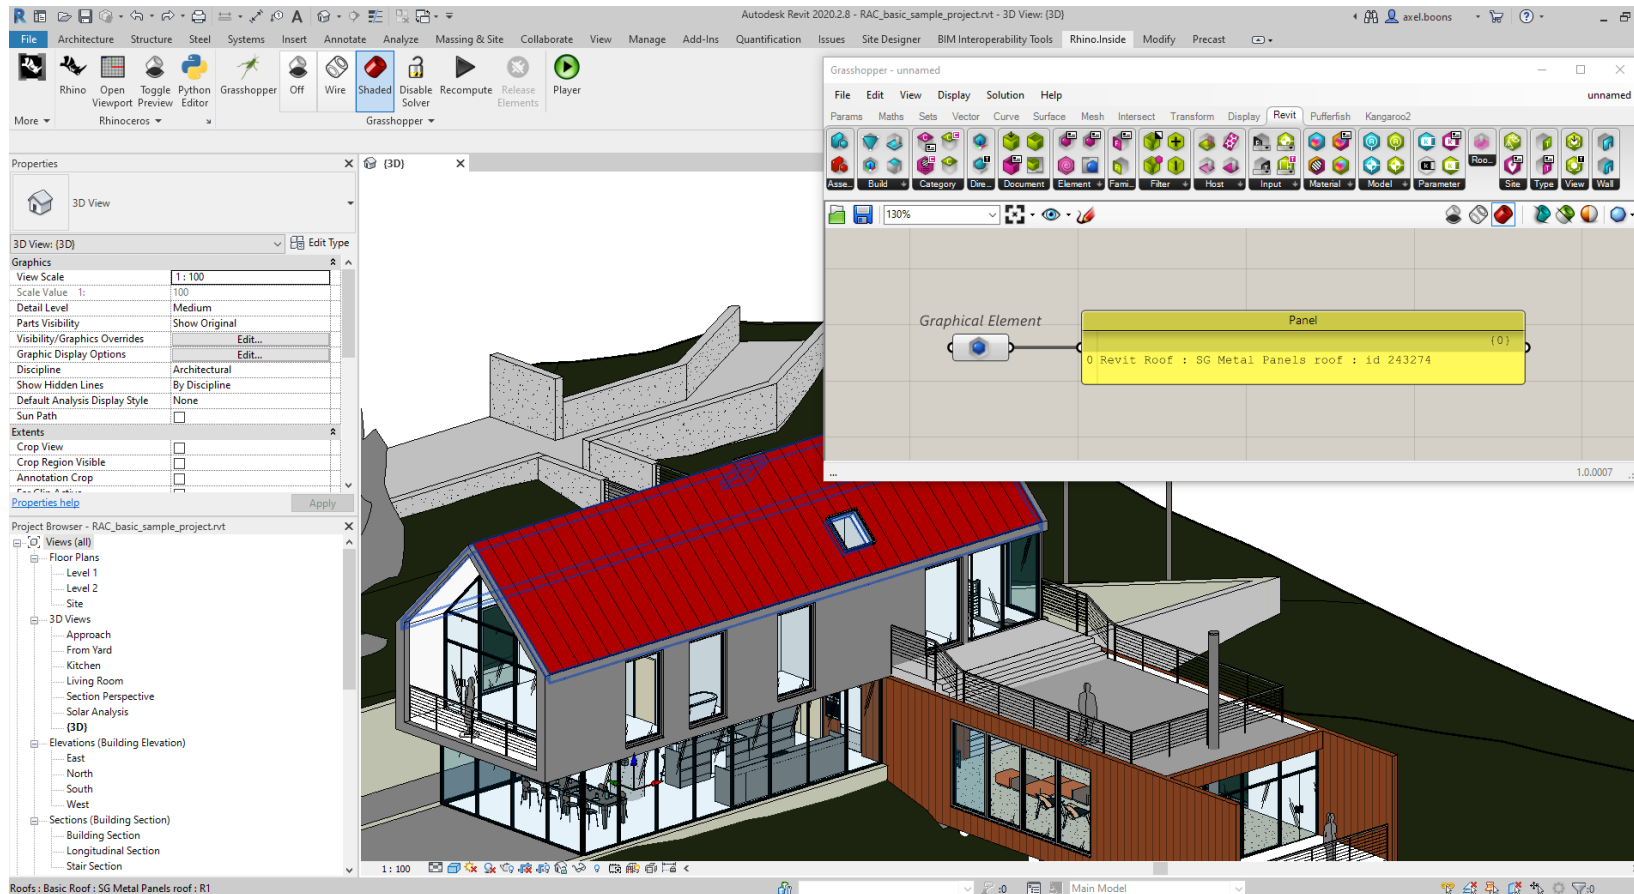 Autodesk Revit 2020.2.8 - RAC_basic_sample_project.rvt - 3D View: {3D}
axel.boons
File Architecture Structure Steel Systems Insert Annotate Analyze Massing & Site Collaborate View Manage Add-Ins Quantification Issues Site Designer BIM Interoperability Tools Rhino.Inside Modify Precast
Rhino Open Viewport Toggle Preview Python Editor Grasshopper Off Wire Shaded Disable Solver Recompute Release Elements Player
More Rhinoceros Grasshopper
Grasshopper - unnamed
File Edit View Display Solution Help unnamed
Params Maths Sets Vector Curve Surface Mesh Intersect Transform Display Revit Pufferfish Kangaroo2
Roo...
Asse... Build Category Dire... Document Element Fami... Filter Host Input Material Model Parameter Site Type View Wall
130%
Graphical Element
Panel
{0}
0 Revit Roof : SG Metal Panels roof : id 243274
... 1.0.0007
Properties
{3D}
3D View
3D View: {3D} Edit Type
Graphics
View Scale 1 : 100
Scale Value 1: 100
Detail Level Medium
Parts Visibility Show Original
Visibility/Graphics Overrides Edit...
Graphic Display Options Edit...
Discipline Architectural
Show Hidden Lines By Discipline
Default Analysis Display Style None
Sun Path
Extents
Crop View
Crop Region Visible
Annotation Crop
Properties help Apply
Project Browser - RAC_basic_sample_project.rvt
Views (all)
Floor Plans
Level 1
Level 2
Site
3D Views
Approach
From Yard
Kitchen
Living Room
Section Perspective
Solar Analysis
{3D}
Elevations (Building Elevation)
East
North
South
West
Sections (Building Section)
Building Section
Longitudinal Section
Stair Section
1 : 100
Roofs : Basic Roof : SG Metal Panels roof : R1
:0 Main Model :0